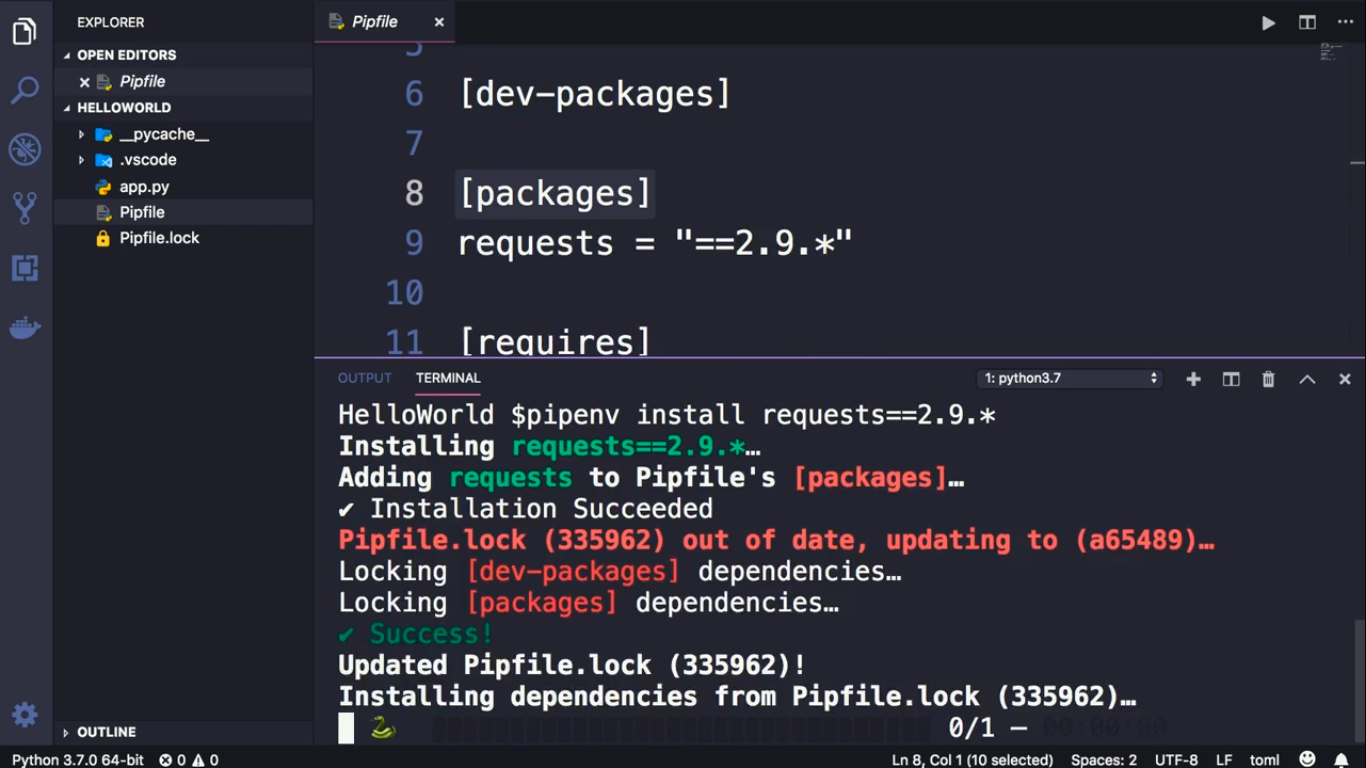 EXPLORER
OPEN EDITORS
Pipfile
HELLOWORLD
__pycache__
.vscode
app.py
Pipfile
Pipfile.lock
OUTLINE
Pipfile
5
6 [dev-packages]
7
8 [packages]
9 requests = "==2.9.*"
10
11 [requires]
OUTPUT TERMINAL 1: python3.7
HelloWorld $pipenv install requests==2.9.*
Installing requests==2.9.*…
Adding requests to Pipfile's [packages]…
✔ Installation Succeeded
Pipfile.lock (335962) out of date, updating to (a65489)…
Locking [dev-packages] dependencies…
Locking [packages] dependencies…
✔ Success!
Updated Pipfile.lock (335962)!
Installing dependencies from Pipfile.lock (335962)…
🐍 0/1 — 00:00:00
Python 3.7.0 64-bit 0 0 Ln 8, Col 1 (10 selected) Spaces: 2 UTF-8 LF toml